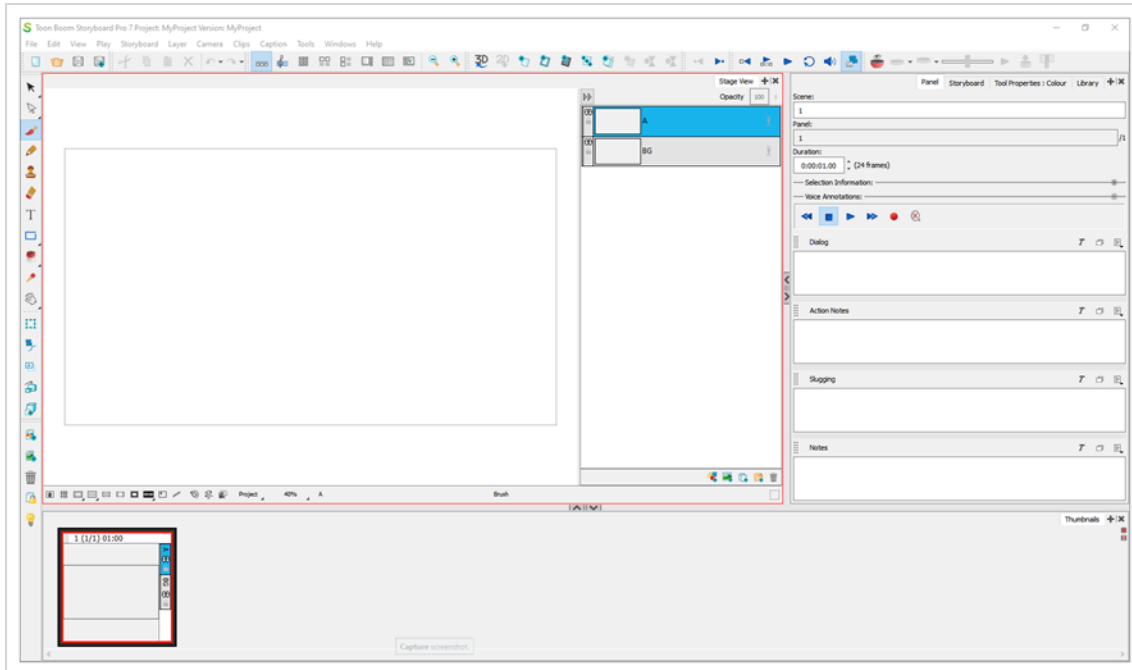 Toon Boom Storyboard Pro 7 Project: MyProject Version: MyProject
File Edit View Play Storyboard Layer Camera Clips Caption Tools Windows Help
3D 2D
Stage View
Panel Storyboard Tool Properties : Colour Library
Opacity 100
Scene:
1
A
Panel:
1 /1
BG
Duration:
0:00:01.00 (24 frames)
Selection Information:
Voice Annotations:
T
Dialog
Action Notes
Slugging
Notes
Project 40% A Brush
Thumbnails
1 (1/1) 01:00
A
BG
Capture screenshot.